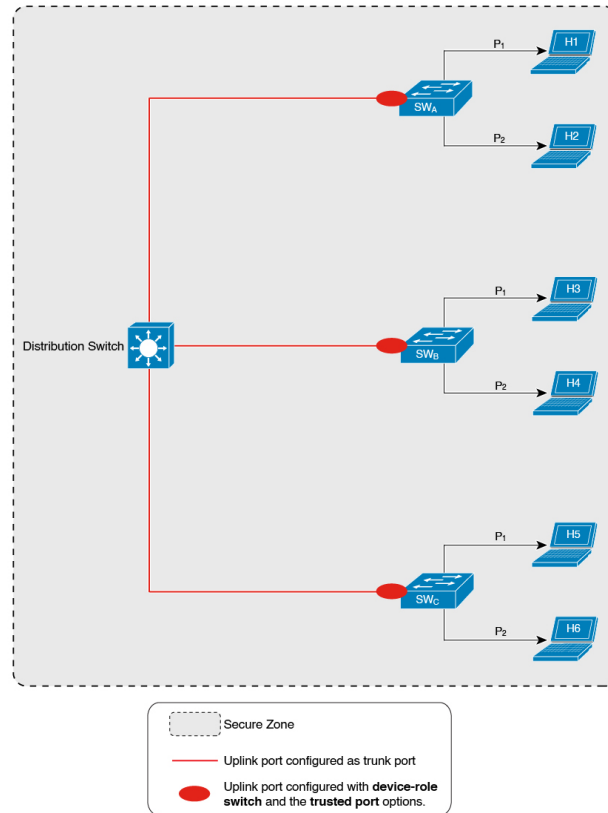 P1
H1
SWA
P2
H2
P1
H3
Distribution Switch
SWB
P2
H4
P1
H5
SWC
P2
H6
Secure Zone
Uplink port configured as trunk port
Uplink port configured with device-role
switch and the trusted port options.